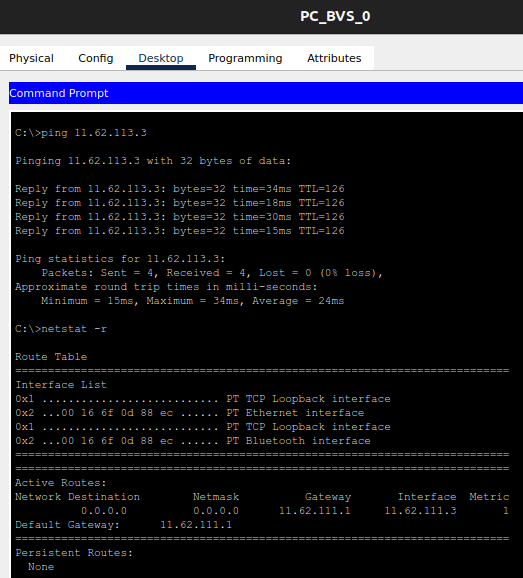 PC_BVS_0
Physical Config Desktop Programming Attributes
Command Prompt
C:\>ping 11.62.113.3
Pinging 11.62.113.3 with 32 bytes of data:
Reply from 11.62.113.3: bytes=32 time=34ms TTL=126
Reply from 11.62.113.3: bytes=32 time=18ms TTL=126
Reply from 11.62.113.3: bytes=32 time=30ms TTL=126
Reply from 11.62.113.3: bytes=32 time=15ms TTL=126
Ping statistics for 11.62.113.3:
    Packets: Sent = 4, Received = 4, Lost = 0 (0% loss),
Approximate round trip times in milli-seconds:
    Minimum = 15ms, Maximum = 34ms, Average = 24ms
C:\>netstat -r
Route Table
===========================================================================
Interface List
0x1 ........................... PT TCP Loopback interface
0x2 ...00 16 6f 0d 88 ec ...... PT Ethernet interface
0x1 ........................... PT TCP Loopback interface
0x2 ...00 16 6f 0d 88 ec ...... PT Bluetooth interface
===========================================================================
===========================================================================
Active Routes:
Network Destination        Netmask          Gateway       Interface  Metric
          0.0.0.0          0.0.0.0      11.62.111.1     11.62.111.3       1
Default Gateway:      11.62.111.1
===========================================================================
Persistent Routes:
  None